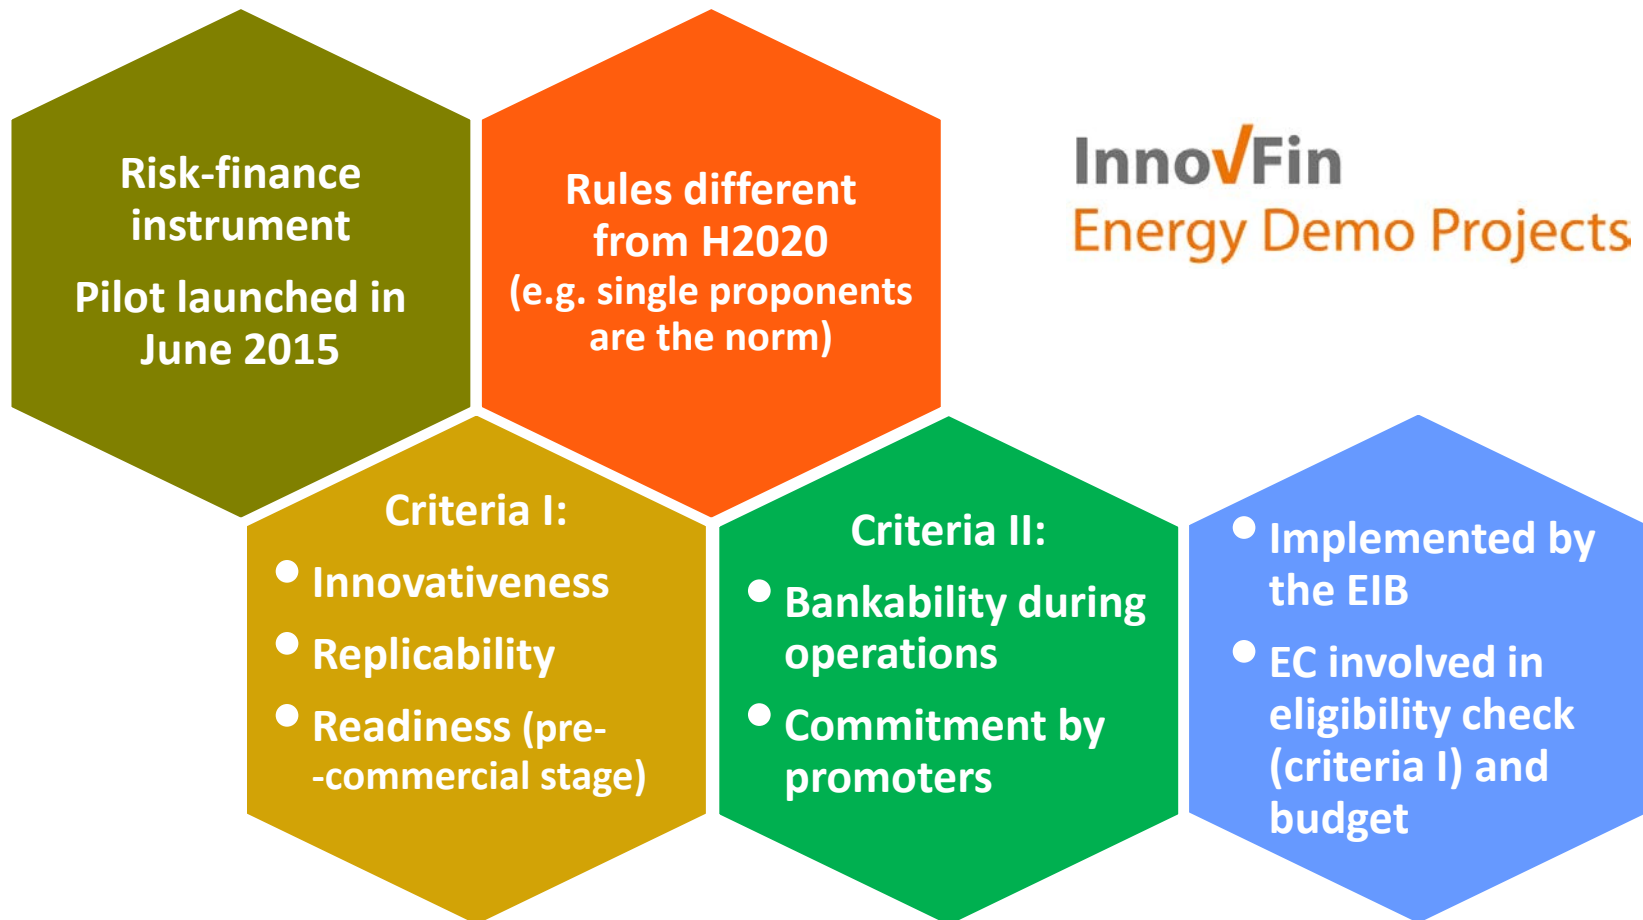 Risk-finance
instrument
Pilot launched in
June 2015
Rules different
from H2020
(e.g. single proponents
are the norm)
Inno√Fin
Energy Demo Projects
Criteria I:
• Innovativeness
• Replicability
• Readiness (pre-
-commercial stage)
Criteria II:
• Bankability during
operations
• Commitment by
promoters
• Implemented by
the EIB
• EC involved in
eligibility check
(criteria I) and
budget